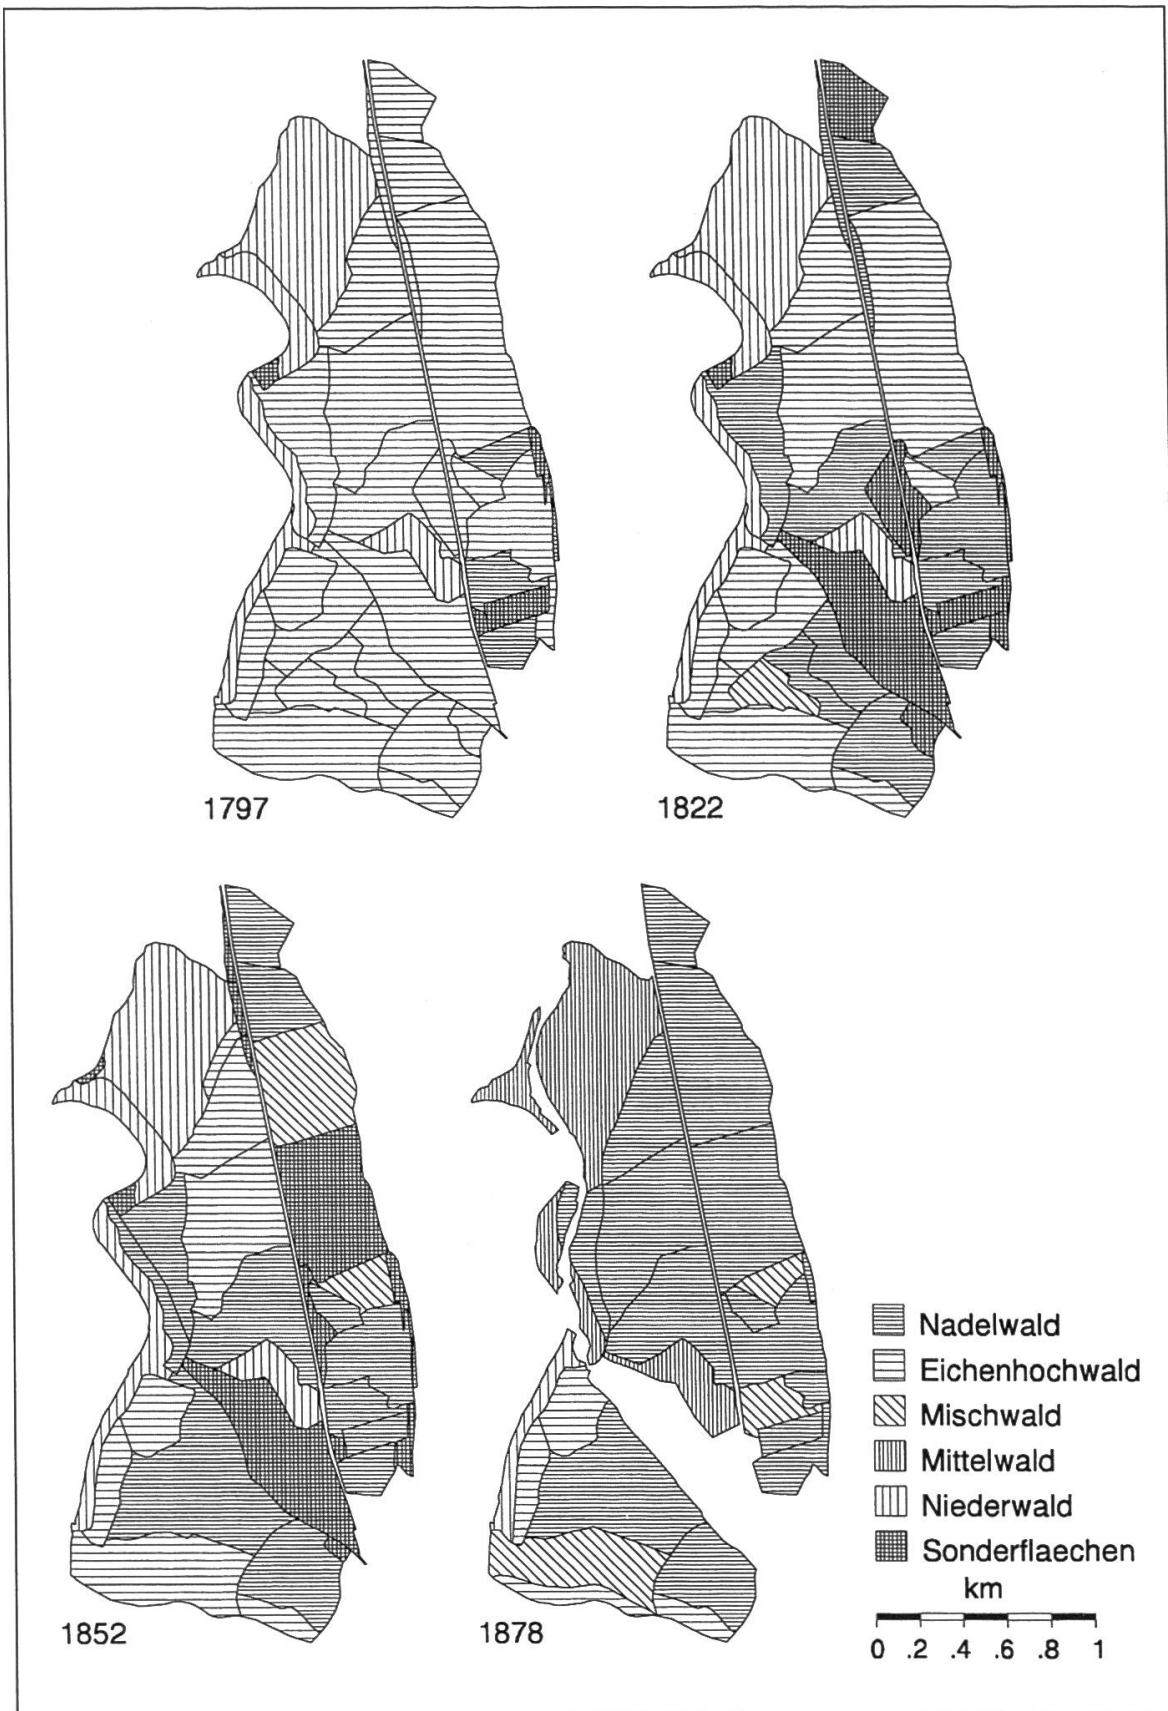 1797
1822
1852
1878
Nadelwald
Eichenhochwald
Mischwald
Mittelwald
Niederwald
Sonderflaechen
km
0 .2 .4 .6 .8 1